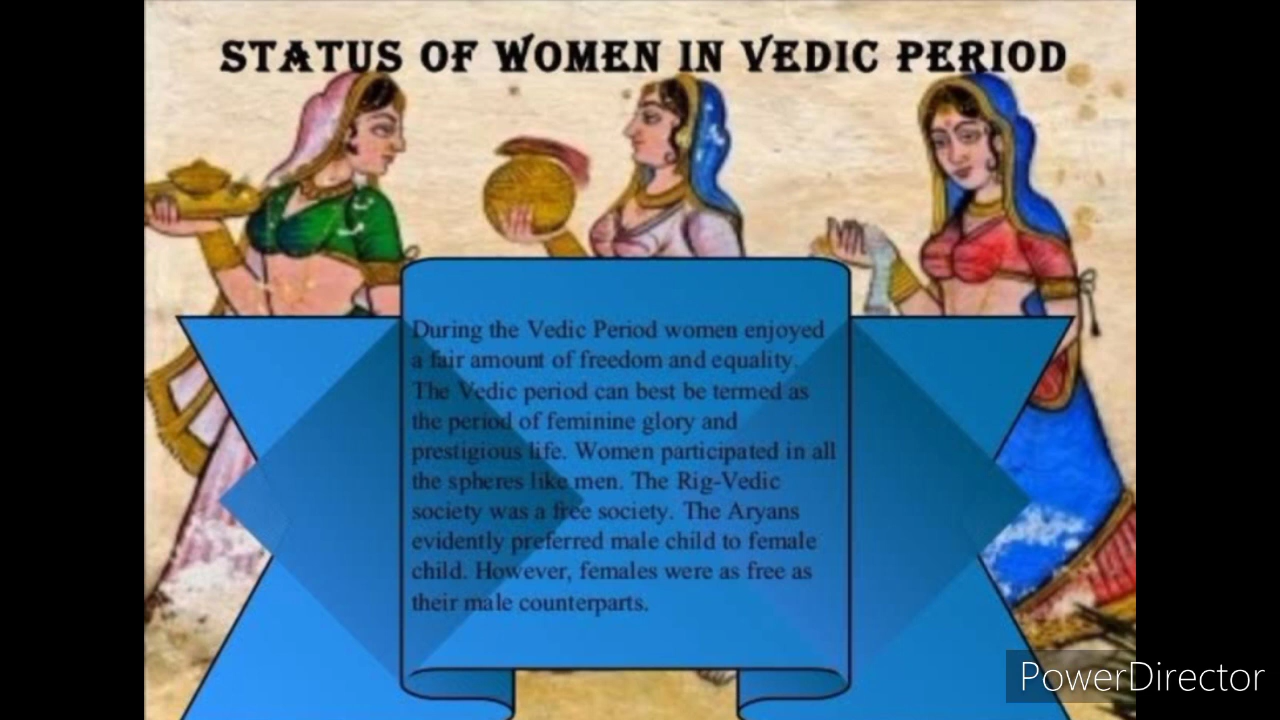 STATUS OF WOMEN IN VEDIC PERIOD
During the Vedic Period women enjoyed
a fair amount of freedom and equality.
The Vedic period can best be termed as
the period of feminine glory and
prestigious life. Women participated in all
the spheres like men. The Rig-Vedic
society was a free society. The Aryans
evidently preferred male child to female
child. However, females were as free as
their male counterparts.
PowerDirector